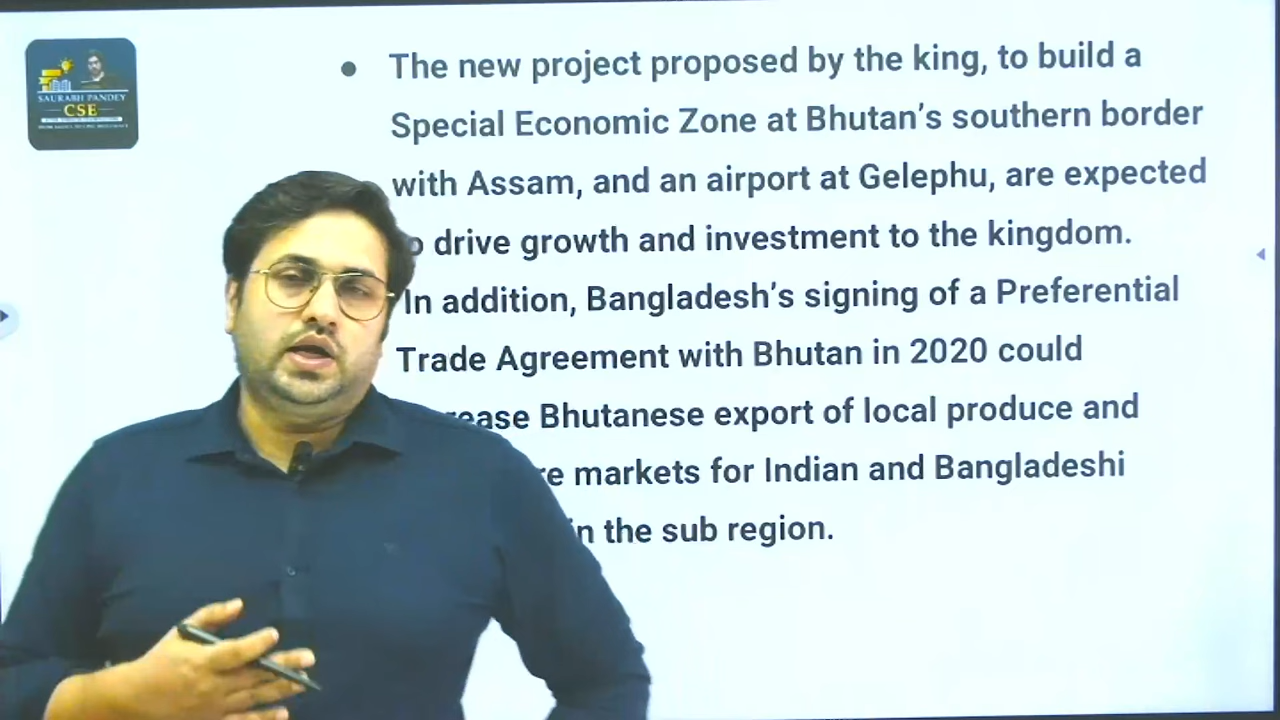 SAURABH PANDEY
CSE
The new project proposed by the king, to build a
Special Economic Zone at Bhutan's southern border
with Assam, and an airport at Gelephu, are expected
drive growth and investment to the kingdom.
In addition, Bangladesh's signing of a Preferential
Trade Agreement with Bhutan in 2020 could
Bhutanese export of local produce and
markets for Indian and Bangladeshi
in the sub region.